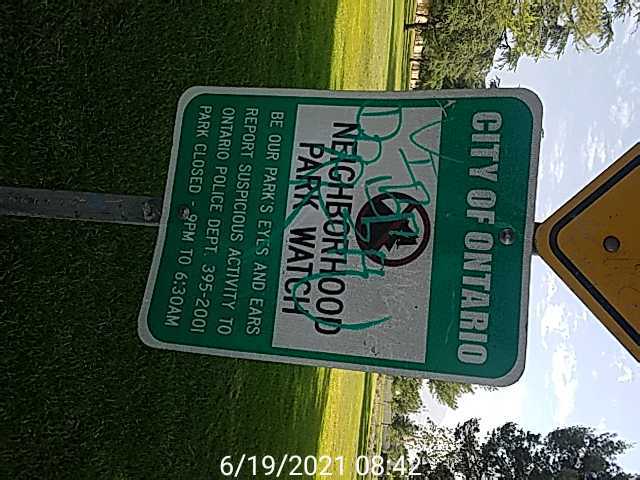 CITY OF ONTARIO
NEIGHBORHOOD
PARK WATCH
BE OUR PARK'S EYES AND EARS
REPORT SUSPICIOUS ACTIVITY TO
ONTARIO POLICE DEPT. 395-2001
PARK CLOSED - 9PM TO 6:30AM
6/19/2021 08:42